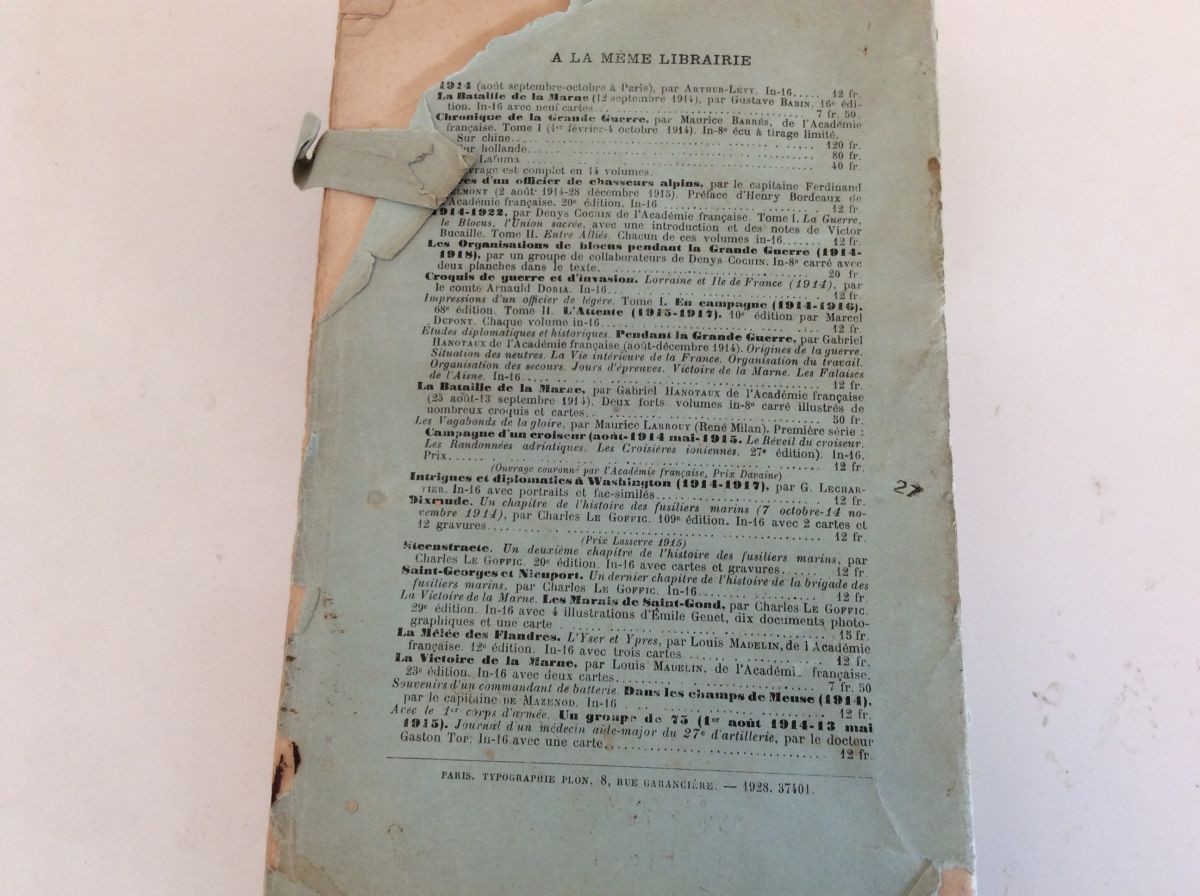 A LA MÊME LIBRAIRIE
1914 (août septembre-octobre à Paris), par ARTHUR-LÉVY. In-16..... 12 fr.
La Bataille de la Marne (12 septembre 1914), par Gustave BABIN. 16e édi-
tion. In-16 avec neuf cartes... 7 fr. 50.
Chronique de la Grande Guerre, par Maurice BARRÈS, de l'Académie
française. Tome I (1er février-4 octobre 1914). In-8° écu à tirage limité.
Sur chine... 120 fr.
ur hollande... 80 fr.
Lafuma... 40 fr.
vrage est complet en 14 volumes.
res d'un officier de chasseurs alpins, par le capitaine Ferdinand
ELMONT (2 août 1914-28 décembre 1915). Préface d'Henry Bordeaux de
l'Académie française. 20e édition. In-16... 12 fr.
1914-1922, par Denys COCHIN de l'Académie française. Tome I. La Guerre,
le Blocus, l'Union sacrée, avec une introduction et des notes de Victor
Bucaille. Tome II. Entre Alliés. Chacun de ces volumes in-16....... 12 fr.
Les Organisations de blocus pendant la Grande Guerre (1914-
1918), par un groupe de collaborateurs de Denys COCHIN. In-8° carré avec
deux planches dans le texte... 20 fr.
Croquis de guerre et d'invasion. Lorraine et Ile de France (1914), par
le comte Arnauld DORIA. In-16... 12 fr.
Impressions d'un officier de légère. Tome I. En campagne (1914-1916).
68e édition. Tome II. L'Attente (1915-1917). 10e édition par Marcel
DUPONT. Chaque volume in-16... 12 fr.
Études diplomatiques et historiques. Pendant la Grande Guerre, par Gabriel
HANOTAUX de l'Académie française (août-décembre 1914). Origines de la guerre.
Situation des neutres. La Vie intérieure de la France. Organisation du travail.
Organisation des secours. Jours d'épreuves. Victoire de la Marne. Les Falaises
de l'Aisne. In-16... 12 fr.
La Bataille de la Marne, par Gabriel HANOTAUX de l'Académie française
(25 août-13 septembre 1914). Deux forts volumes in-8° carré illustrés de
nombreux croquis et cartes... 50 fr.
Les Vagabonds de la gloire, par Maurice LARROUY (René Milan). Première série :
Campagne d'un croiseur (août-1914 mai-1915. Le Réveil du croiseur.
Les Randonnées adriatiques. Les Croisières ioniennes. 27e édition). In-16.
Prix... 12 fr.
(Ouvrage couronné par l'Académie française, Prix Davaine)
Intrigues et diplomaties à Washington (1914-1917), par G. LECHAR-
TIER. In-16 avec portraits et fac-similés... 12 fr.
27
Dixmude. Un chapitre de l'histoire des fusiliers marins (7 octobre-14 no-
vembre 1914), par Charles LE GOFFIC. 109e édition. In-16 avec 2 cartes et
12 gravures... 12 fr.
(Prix Lasserre 1915)
Steenstraete. Un deuxième chapitre de l'histoire des fusiliers marins, par
Charles LE GOFFIC. 20e édition. In-16 avec cartes et gravures...... 12 fr.
Saint-Georges et Nieuport. Un dernier chapitre de l'histoire de la brigade des
fusiliers marins, par Charles LE GOFFIC. In-16... 12 fr.
La Victoire de la Marne. Les Marais de Saint-Gond, par Charles LE GOFFIC.
29e édition. In-16 avec 4 illustrations d'Émile Genet, dix documents photo-
graphiques et une carte... 15 fr.
La Mêlée des Flandres. L'Yser et Ypres, par Louis MADELIN, de l'Académie
française. 12e édition. In-16 avec trois cartes... 12 fr.
La Victoire de la Marne, par Louis MADELIN, de l'Académi française.
23e édition. In-16 avec deux cartes... 7 fr. 50
Souvenirs d'un commandant de batterie. Dans les champs de Meuse (1914),
par le capitaine DE MAZENOD. In-16... 12 fr.
Avec le 1er corps d'armée. Un groupe de 75 (1er août 1914-13 mai
1915). Journal d'un médecin aide-major du 27e d'artillerie, par le docteur
Gaston TOP. In-16 avec une carte... 12 fr.
PARIS. TYPOGRAPHIE PLON, 8, RUE GARANCIÈRE. — 1928. 37401.